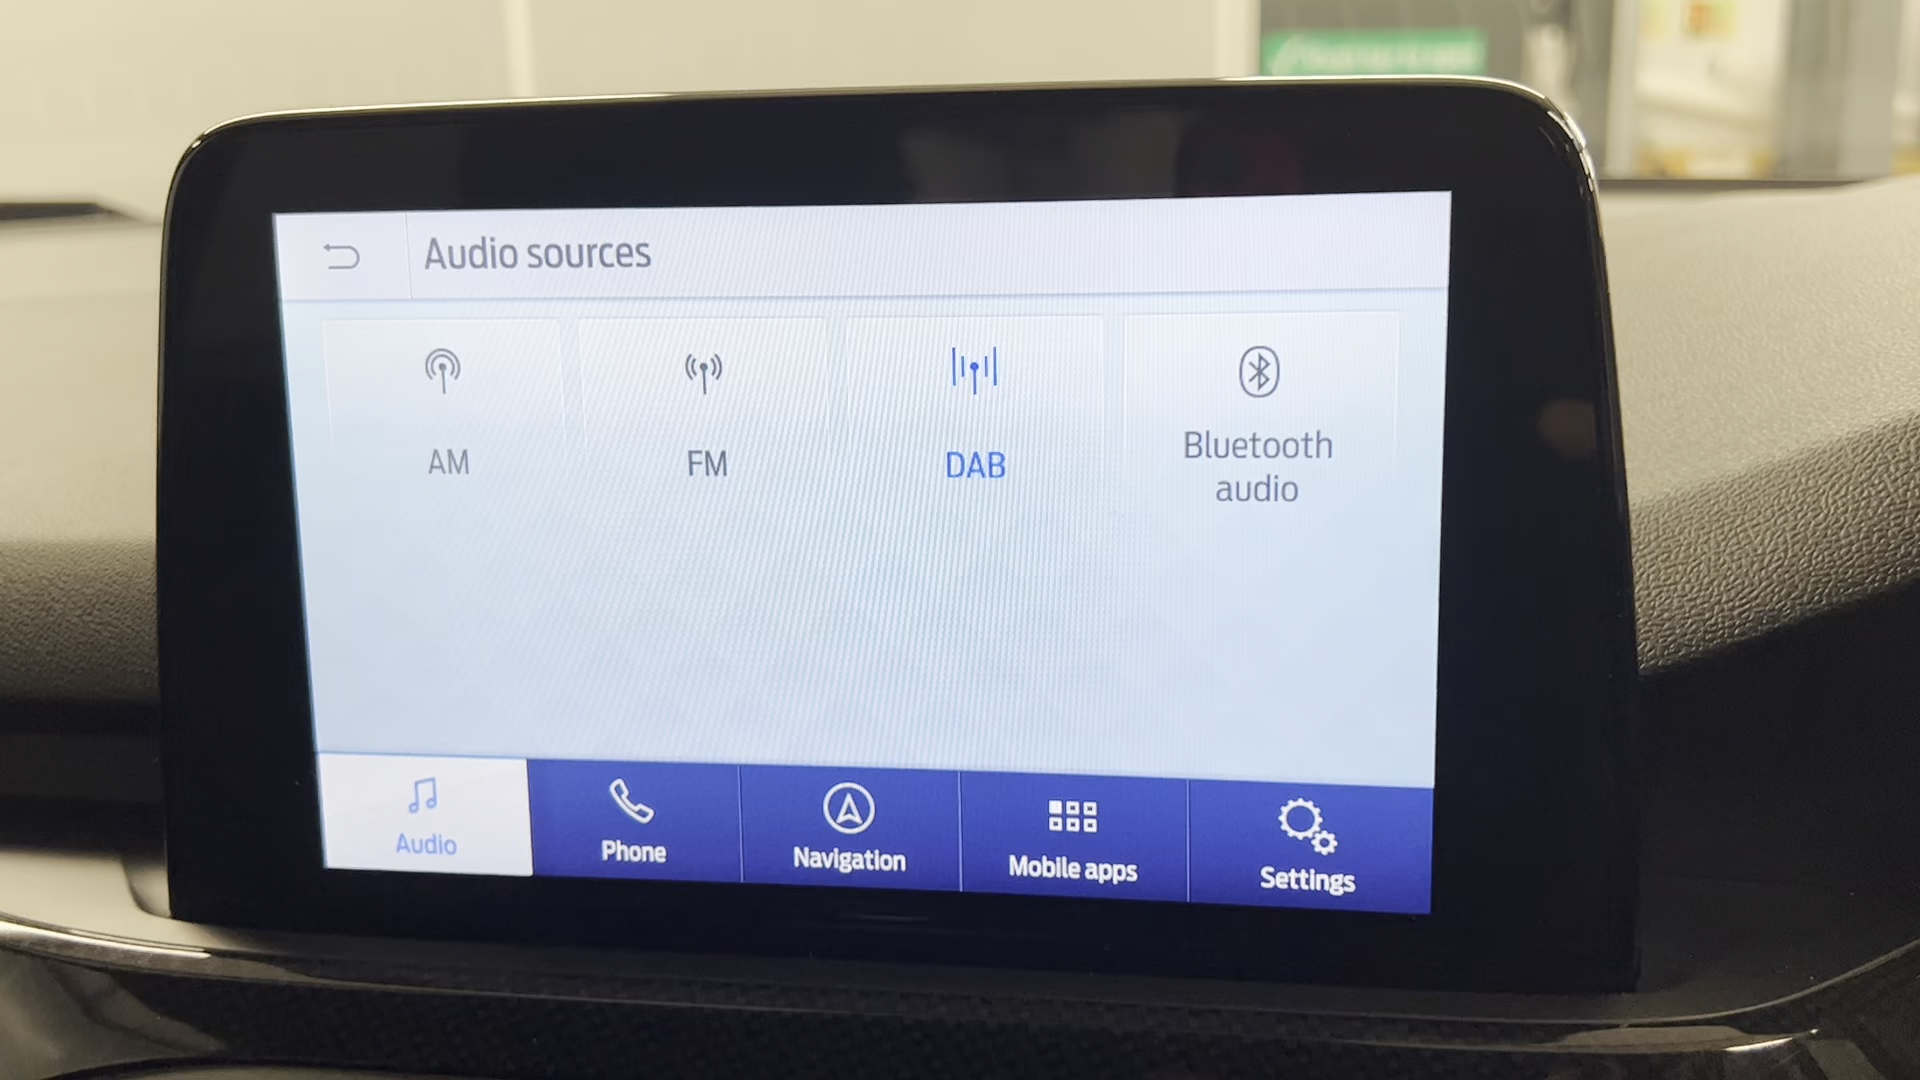 Audio sources
AM
FM
DAB
Bluetooth
audio
Audio
Phone
Navigation
Mobile apps
Settings